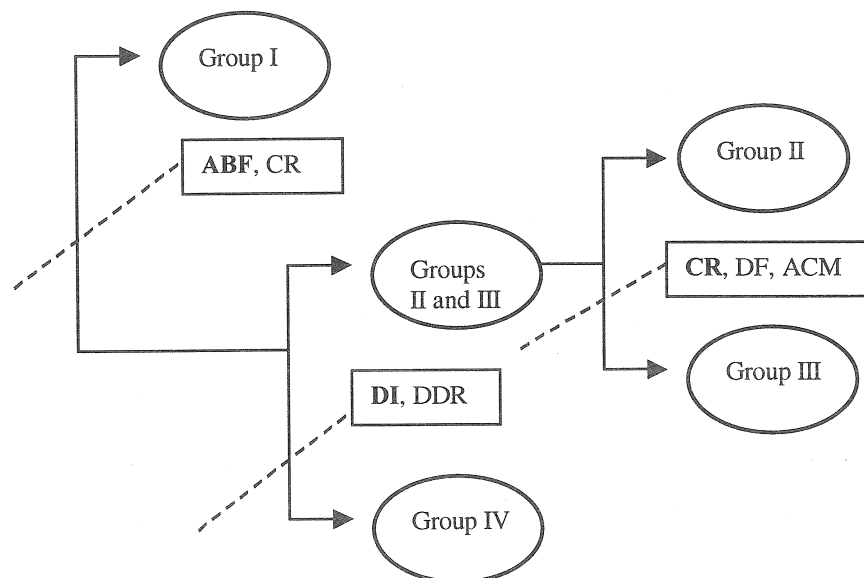 Group I
ABF, CR
Group II
Groups
II and III
CR, DF, ACM
Group III
DI, DDR
Group IV